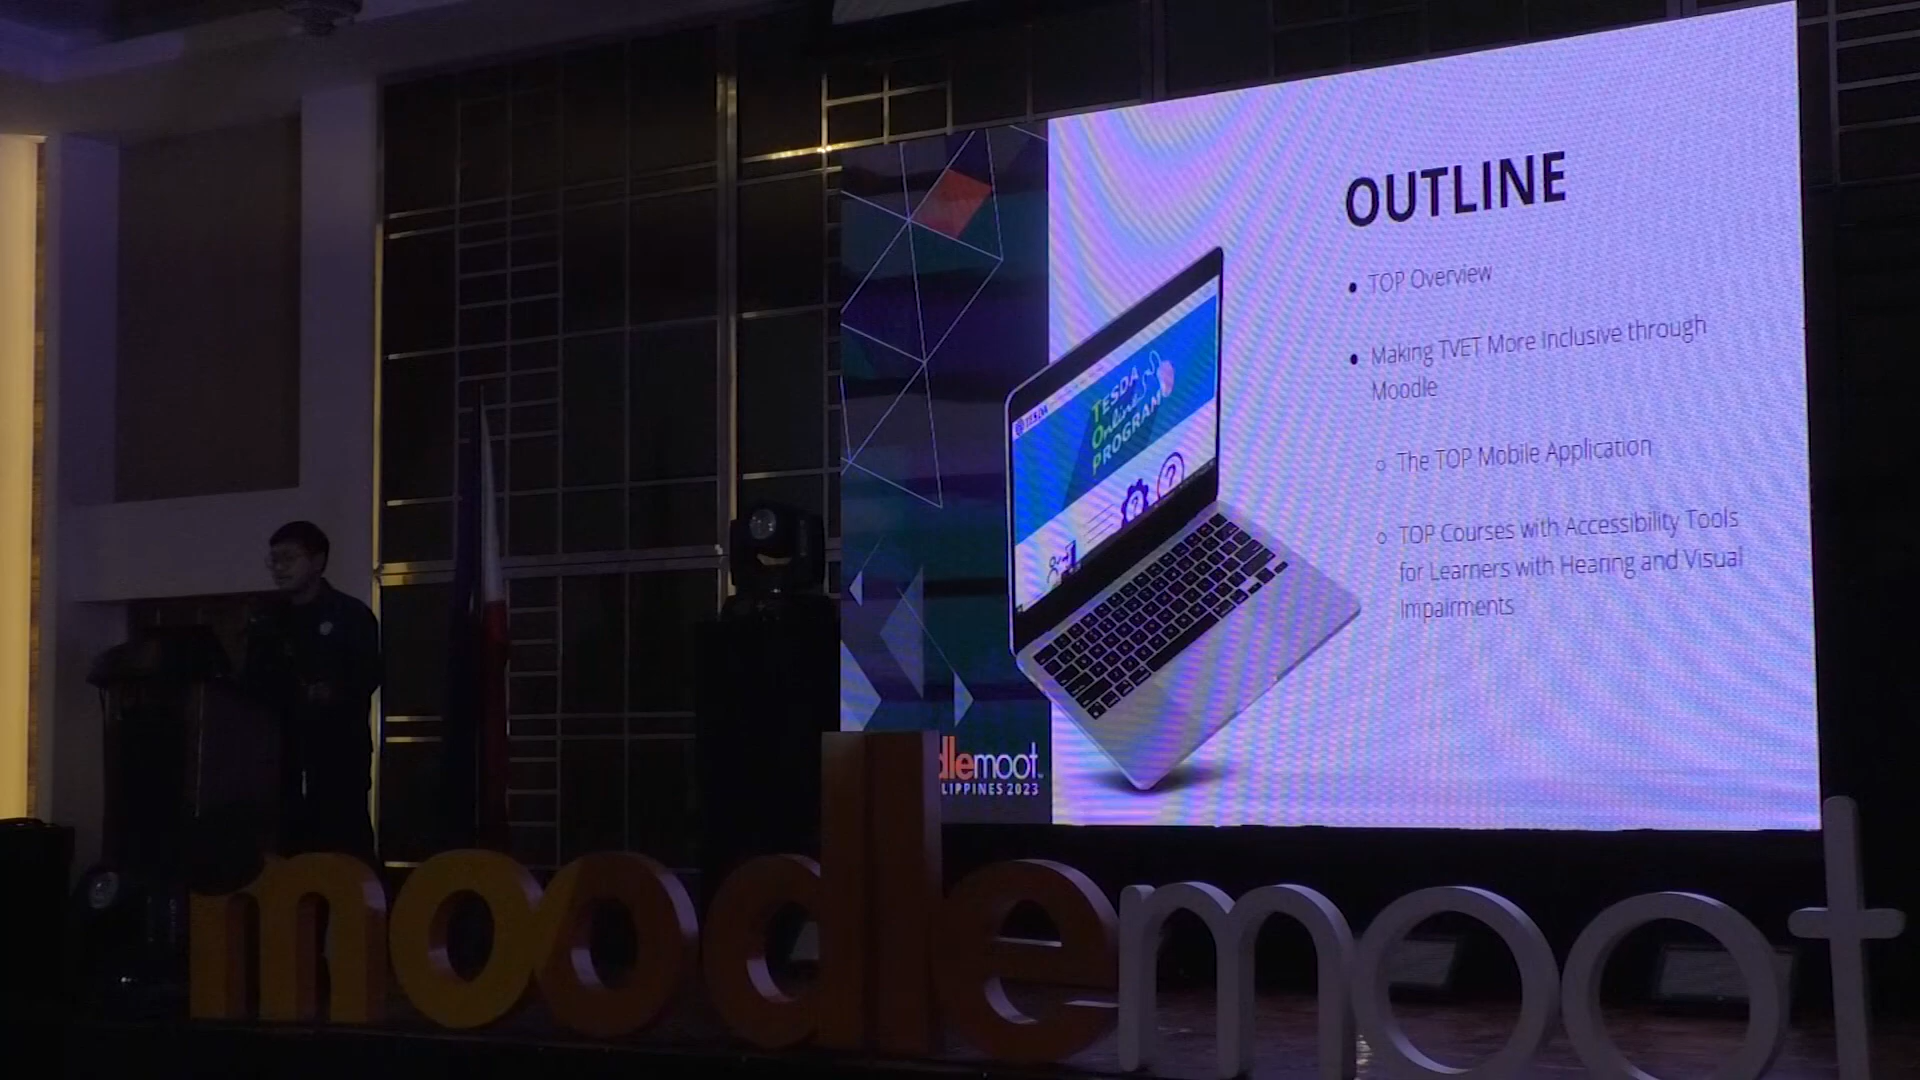 OUTLINE
• TOP Overview
• Making TVET More Inclusive through
Moodle
○ The TOP Mobile Application
○ TOP Courses with Accessibility Tools
for Learners with Hearing and Visual
Impairments
TESDA
TESDA
Online
PROGRAM
dlemoot
LIPPINES 2023
moodlemoot